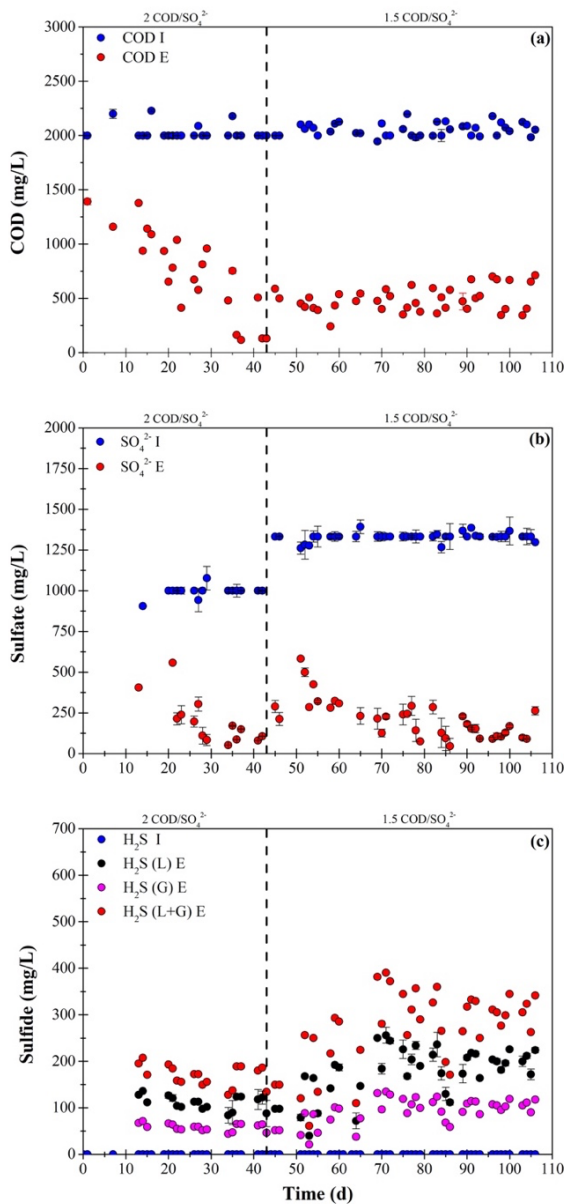 2 COD/SO₄²⁻ 1.5 COD/SO₄²⁻
3000 (a)
COD I
COD E
2500
2000
1500
1000
500
0
COD (mg/L)
0 10 20 30 40 50 60 70 80 90 100 110
2 COD/SO₄²⁻ 1.5 COD/SO₄²⁻
2000 (b)
SO₄²⁻ I
SO₄²⁻ E
1750
1500
1250
1000
750
500
250
0
Sulfate (mg/L)
0 10 20 30 40 50 60 70 80 90 100 110
2 COD/SO₄²⁻ 1.5 COD/SO₄²⁻
700 (c)
H₂S I
H₂S (L) E
H₂S (G) E
H₂S (L+G) E
600
500
400
300
200
100
0
Sulfide (mg/L)
0 10 20 30 40 50 60 70 80 90 100 110
Time (d)